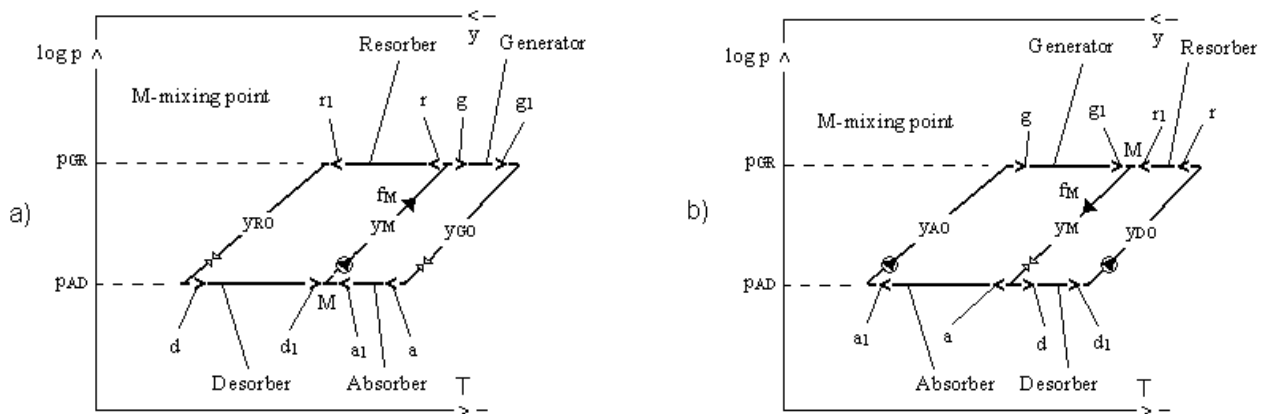 a)
y
log p
Resorber
Generator
M-mixing point
r1
r
g
g1
pGR
fM
yRO
yM
yGO
pAD
M
d
d1
a1
a
Desorber
Absorber
T
b)
y
log p
Generator
Resorber
M-mixing point
g
g1
M
r1
r
pGR
fM
yAO
yM
yDO
pAD
a1
a
d
d1
Absorber
Desorber
T